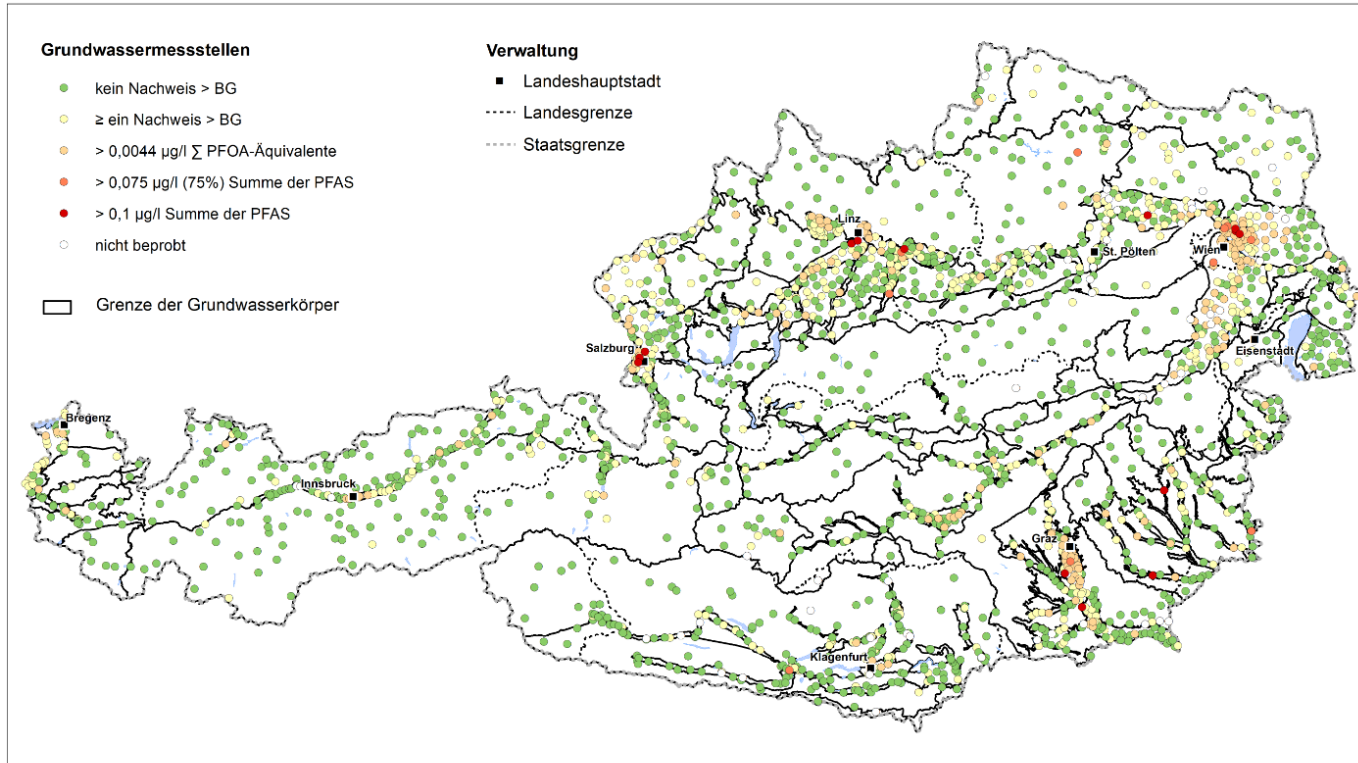 Grundwassermessstellen
kein Nachweis > BG
≥ ein Nachweis > BG
> 0,0044 µg/l ∑ PFOA-Äquivalente
> 0,075 µg/l (75%) Summe der PFAS
> 0,1 µg/l Summe der PFAS
nicht beprobt
Grenze der Grundwasserkörper
Verwaltung
Landeshauptstadt
Landesgrenze
Staatsgrenze
Linz
St. Pölten
Wien
Salzburg
Eisenstadt
Bregenz
Innsbruck
Graz
Klagenfurt